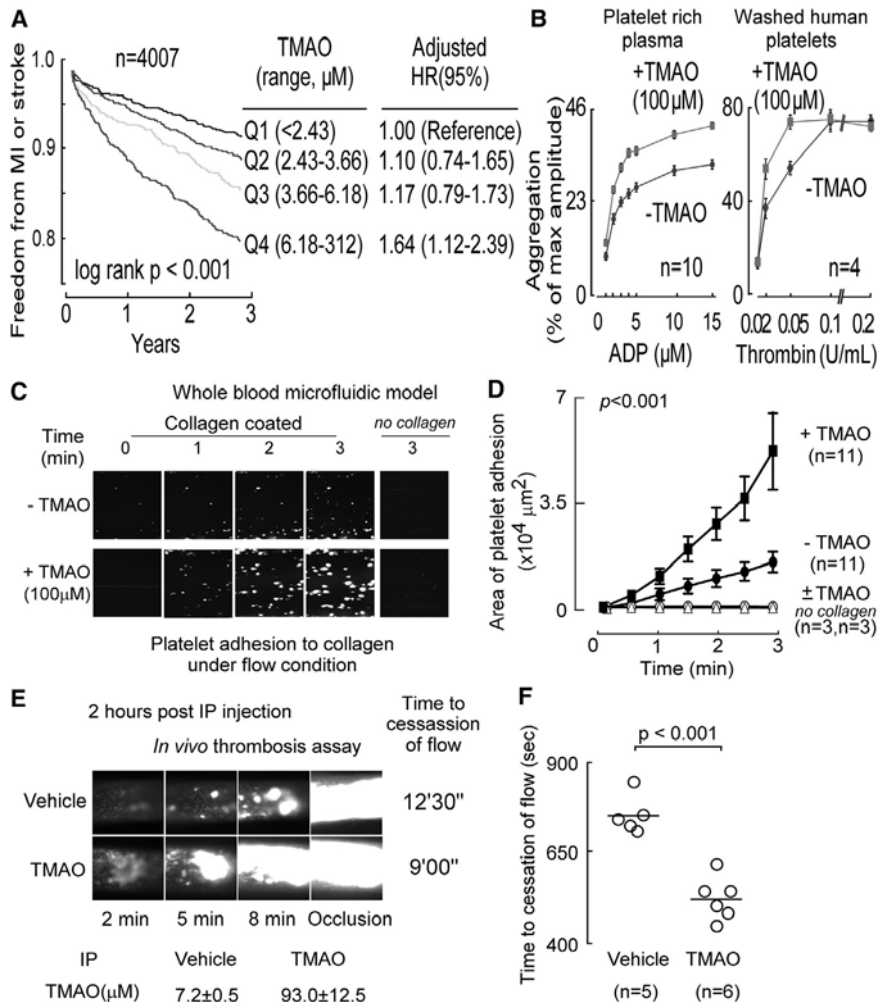 A
n=4007
TMAO
(range, µM)
Adjusted
HR(95%)
Freedom from MI or stroke
1.0
0.9
0.8
Q1 (<2.43)
1.00 (Reference)
Q2 (2.43-3.66)
1.10 (0.74-1.65)
Q3 (3.66-6.18)
1.17 (0.79-1.73)
Q4 (6.18-312)
1.64 (1.12-2.39)
log rank p < 0.001
0 1 2 3
Years
B
Platelet rich
plasma
Washed human
platelets
+TMAO
(100µM)
+TMAO
(100µM)
Aggregation
(% of max amplitude)
46
23
0
-TMAO
n=10
0 5 10 15
ADP (µM)
80
40
0
-TMAO
n=4
0.02 0.05 0.1 0.2
Thrombin (U/mL)
C
Whole blood microfluidic model
Collagen coated
no collagen
Time
(min)
0 1 2 3 3
- TMAO
+ TMAO
(100µM)
Platelet adhesion to collagen
under flow condition
D
p<0.001
Area of platelet adhesion
(x10⁴ µm²)
7
3.5
0
+ TMAO
(n=11)
- TMAO
(n=11)
± TMAO
no collagen
(n=3,n=3)
0 1 2 3
Time (min)
E
2 hours post IP injection
In vivo thrombosis assay
Time to
cessassion
of flow
Vehicle
12'30"
TMAO
9'00"
2 min 5 min 8 min Occlusion
IP Vehicle TMAO
TMAO(µM) 7.2±0.5 93.0±12.5
F
p < 0.001
Time to cessation of flow (sec)
900
650
400
Vehicle TMAO
(n=5) (n=6)